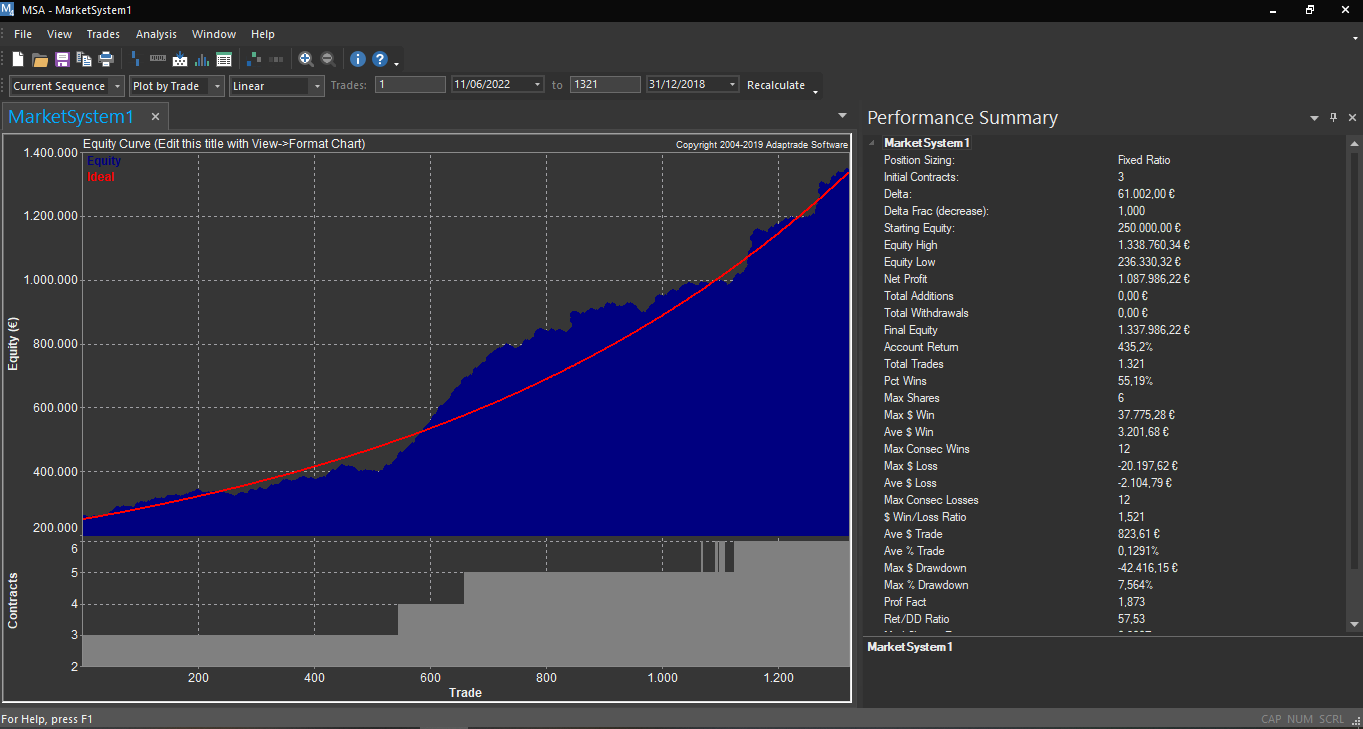 MSA - MarketSystem1
File View Trades Analysis Window Help
Current Sequence Plot by Trade Linear Trades: 1 11/06/2022 to 1321 31/12/2018 Recalculate
MarketSystem1
Equity Curve (Edit this title with View->Format Chart) Copyright 2004-2019 Adaptrade Software
Equity
Ideal
1.400.000
1.200.000
1.000.000
800.000
600.000
400.000
200.000
Equity (€)
6
5
4
3
2
Contracts
200 400 600 800 1.000 1.200
Trade
Performance Summary
MarketSystem1
Position Sizing: Fixed Ratio
Initial Contracts: 3
Delta: 61.002,00 €
Delta Frac (decrease): 1,000
Starting Equity: 250.000,00 €
Equity High 1.338.760,34 €
Equity Low 236.330,32 €
Net Profit 1.087.986,22 €
Total Additions 0,00 €
Total Withdrawals 0,00 €
Final Equity 1.337.986,22 €
Account Return 435,2%
Total Trades 1.321
Pct Wins 55,19%
Max Shares 6
Max $ Win 37.775,28 €
Ave $ Win 3.201,68 €
Max Consec Wins 12
Max $ Loss -20.197,62 €
Ave $ Loss -2.104,79 €
Max Consec Losses 12
$ Win/Loss Ratio 1,521
Ave $ Trade 823,61 €
Ave % Trade 0,1291%
Max $ Drawdown -42.416,15 €
Max % Drawdown 7,564%
Prof Fact 1,873
Ret/DD Ratio 57,53
MarketSystem1
For Help, press F1
CAP NUM SCRL